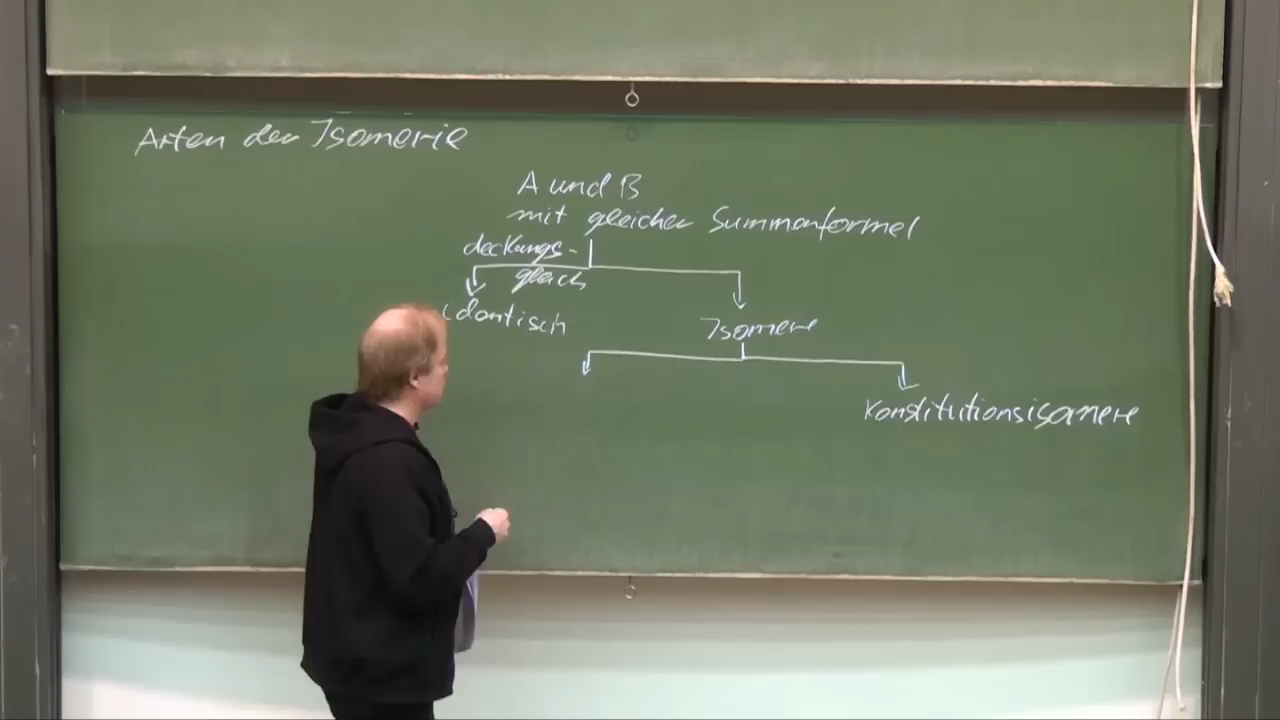 Arten der Isomerie
A und B
mit gleicher Summenformel
deckungs-
gleich
identisch
Isomere
Konstitutionsisomere